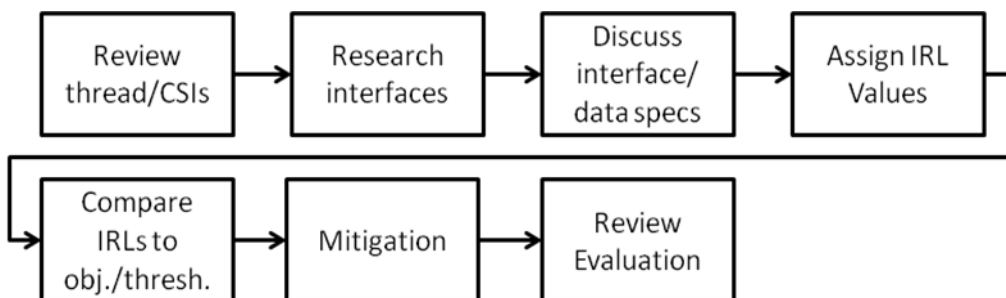 Review
thread/CSIs
Research
interfaces
Discuss
interface/
data specs
Assign IRL
Values
Compare
IRLs to
obj./thresh.
Mitigation
Review
Evaluation